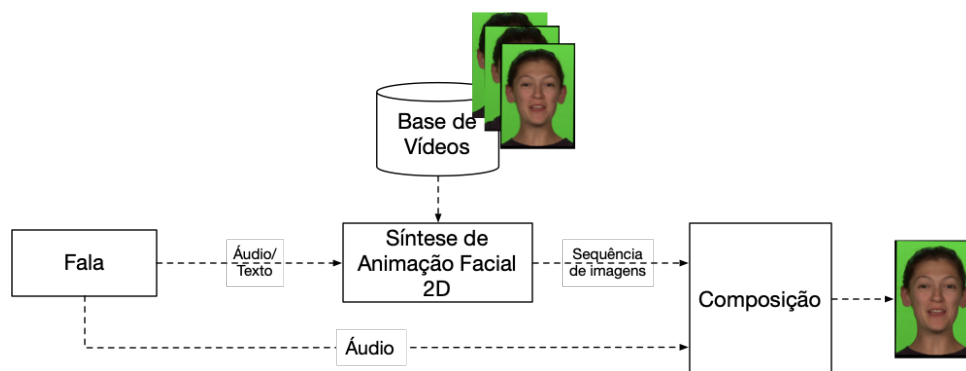 Base de
Vídeos
Fala
Áudio/
Texto
Síntese de
Animação Facial
2D
Sequência
de imagens
Composição
Áudio